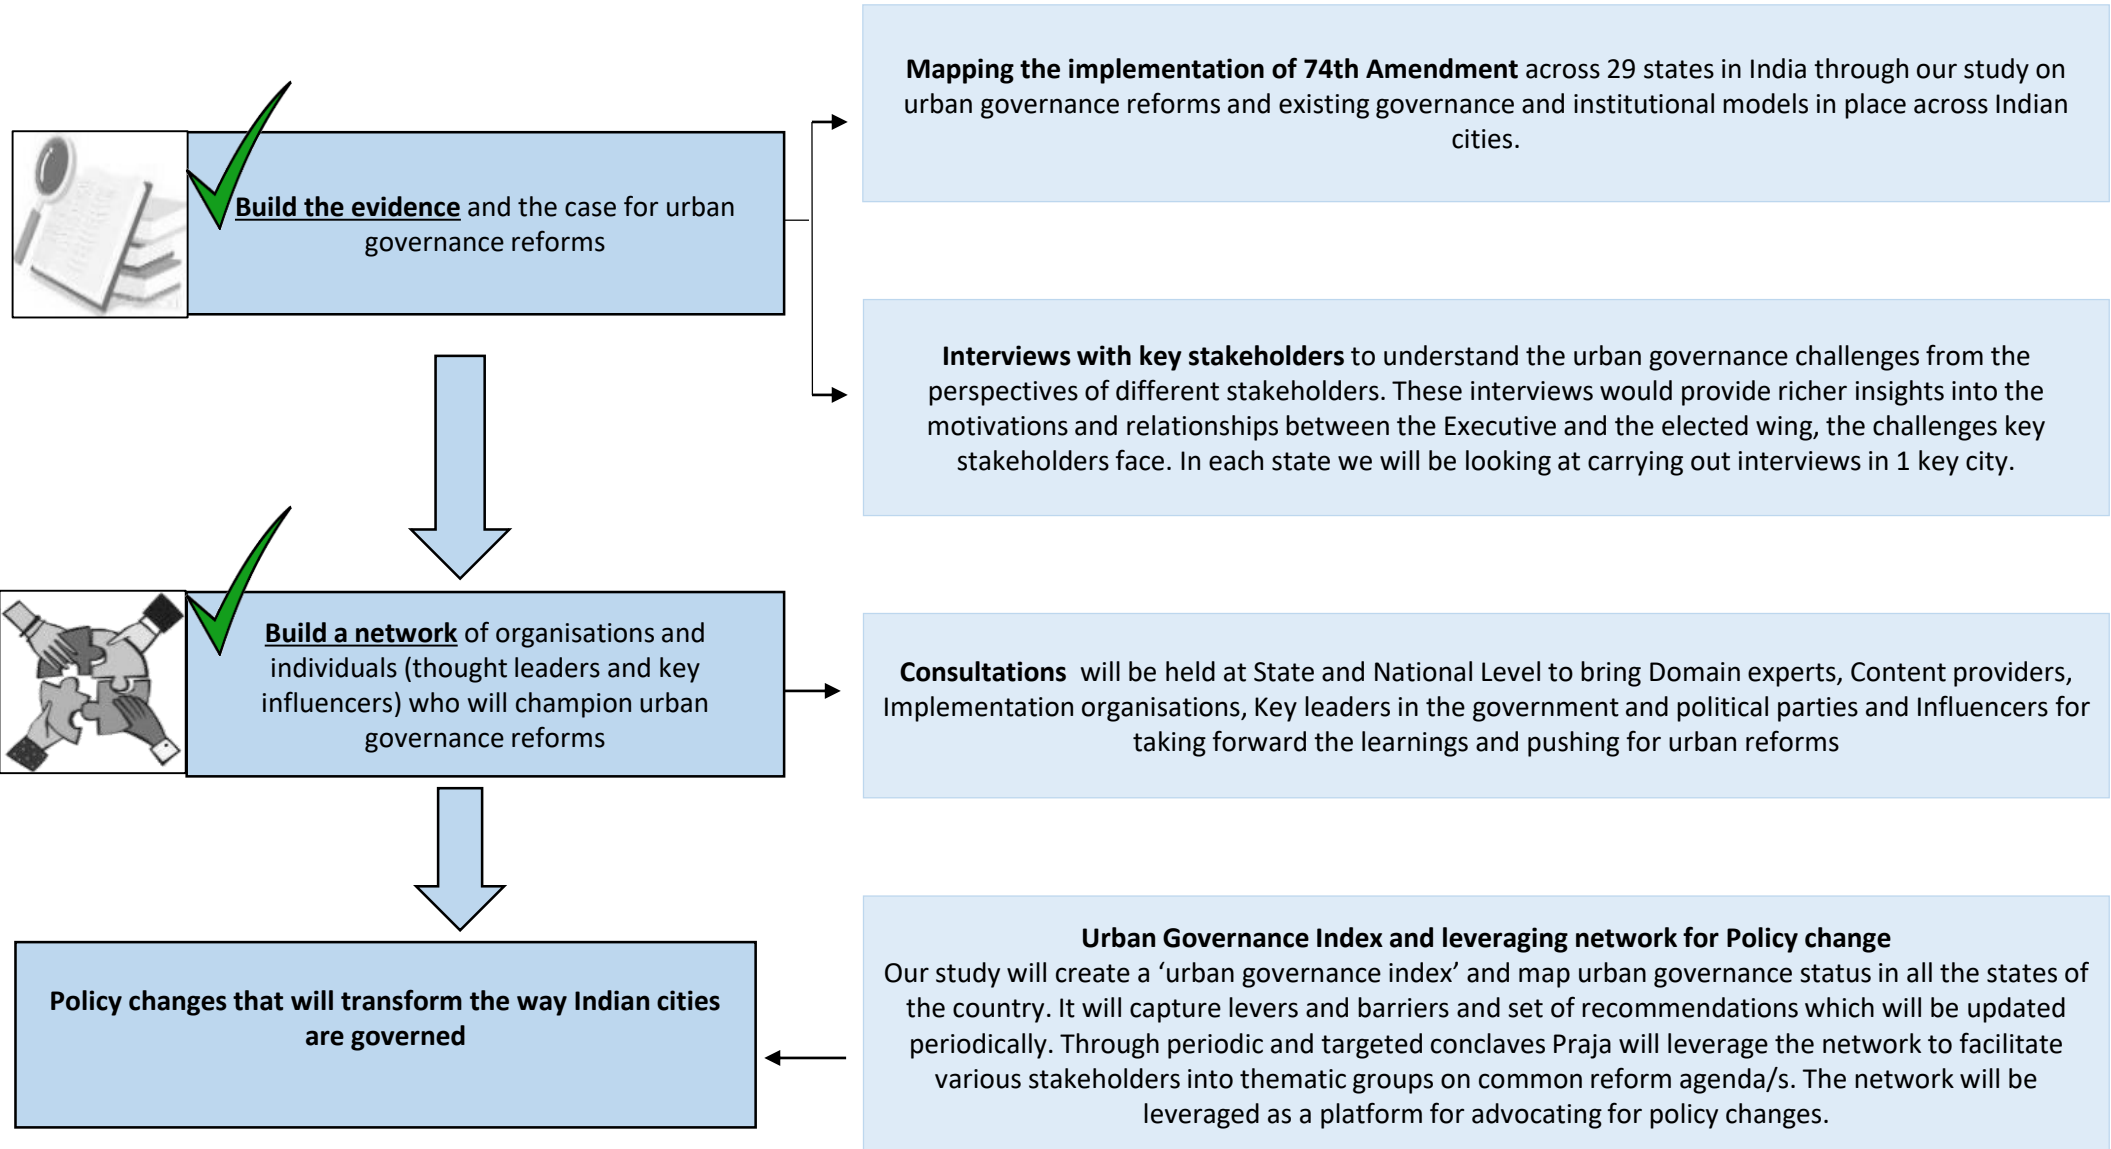 Mapping the implementation of 74th Amendment across 29 states in India through our study on
urban governance reforms and existing governance and institutional models in place across Indian
cities.
Build the evidence and the case for urban
governance reforms
Interviews with key stakeholders to understand the urban governance challenges from the
perspectives of different stakeholders. These interviews would provide richer insights into the
motivations and relationships between the Executive and the elected wing, the challenges key
stakeholders face. In each state we will be looking at carrying out interviews in 1 key city.
Build a network of organisations and
individuals (thought leaders and key
influencers) who will champion urban
governance reforms
Consultations will be held at State and National Level to bring Domain experts, Content providers,
Implementation organisations, Key leaders in the government and political parties and Influencers for
taking forward the learnings and pushing for urban reforms
Policy changes that will transform the way Indian cities
are governed
Urban Governance Index and leveraging network for Policy change
Our study will create a ‘urban governance index’ and map urban governance status in all the states of
the country. It will capture levers and barriers and set of recommendations which will be updated
periodically. Through periodic and targeted conclaves Praja will leverage the network to facilitate
various stakeholders into thematic groups on common reform agenda/s. The network will be
leveraged as a platform for advocating for policy changes.